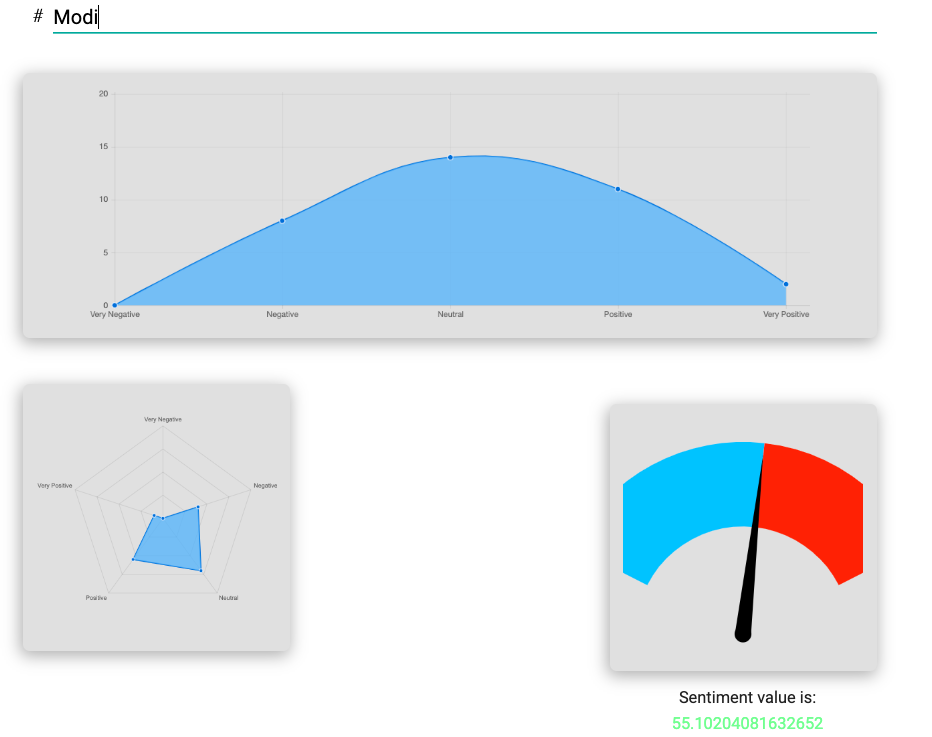 # Modi
20
15
10
5
0
Very Negative Negative Neutral Positive Very Positive
Very Negative
Very Positive Negative
Positive Neutral
Sentiment value is:
55.10204081632652